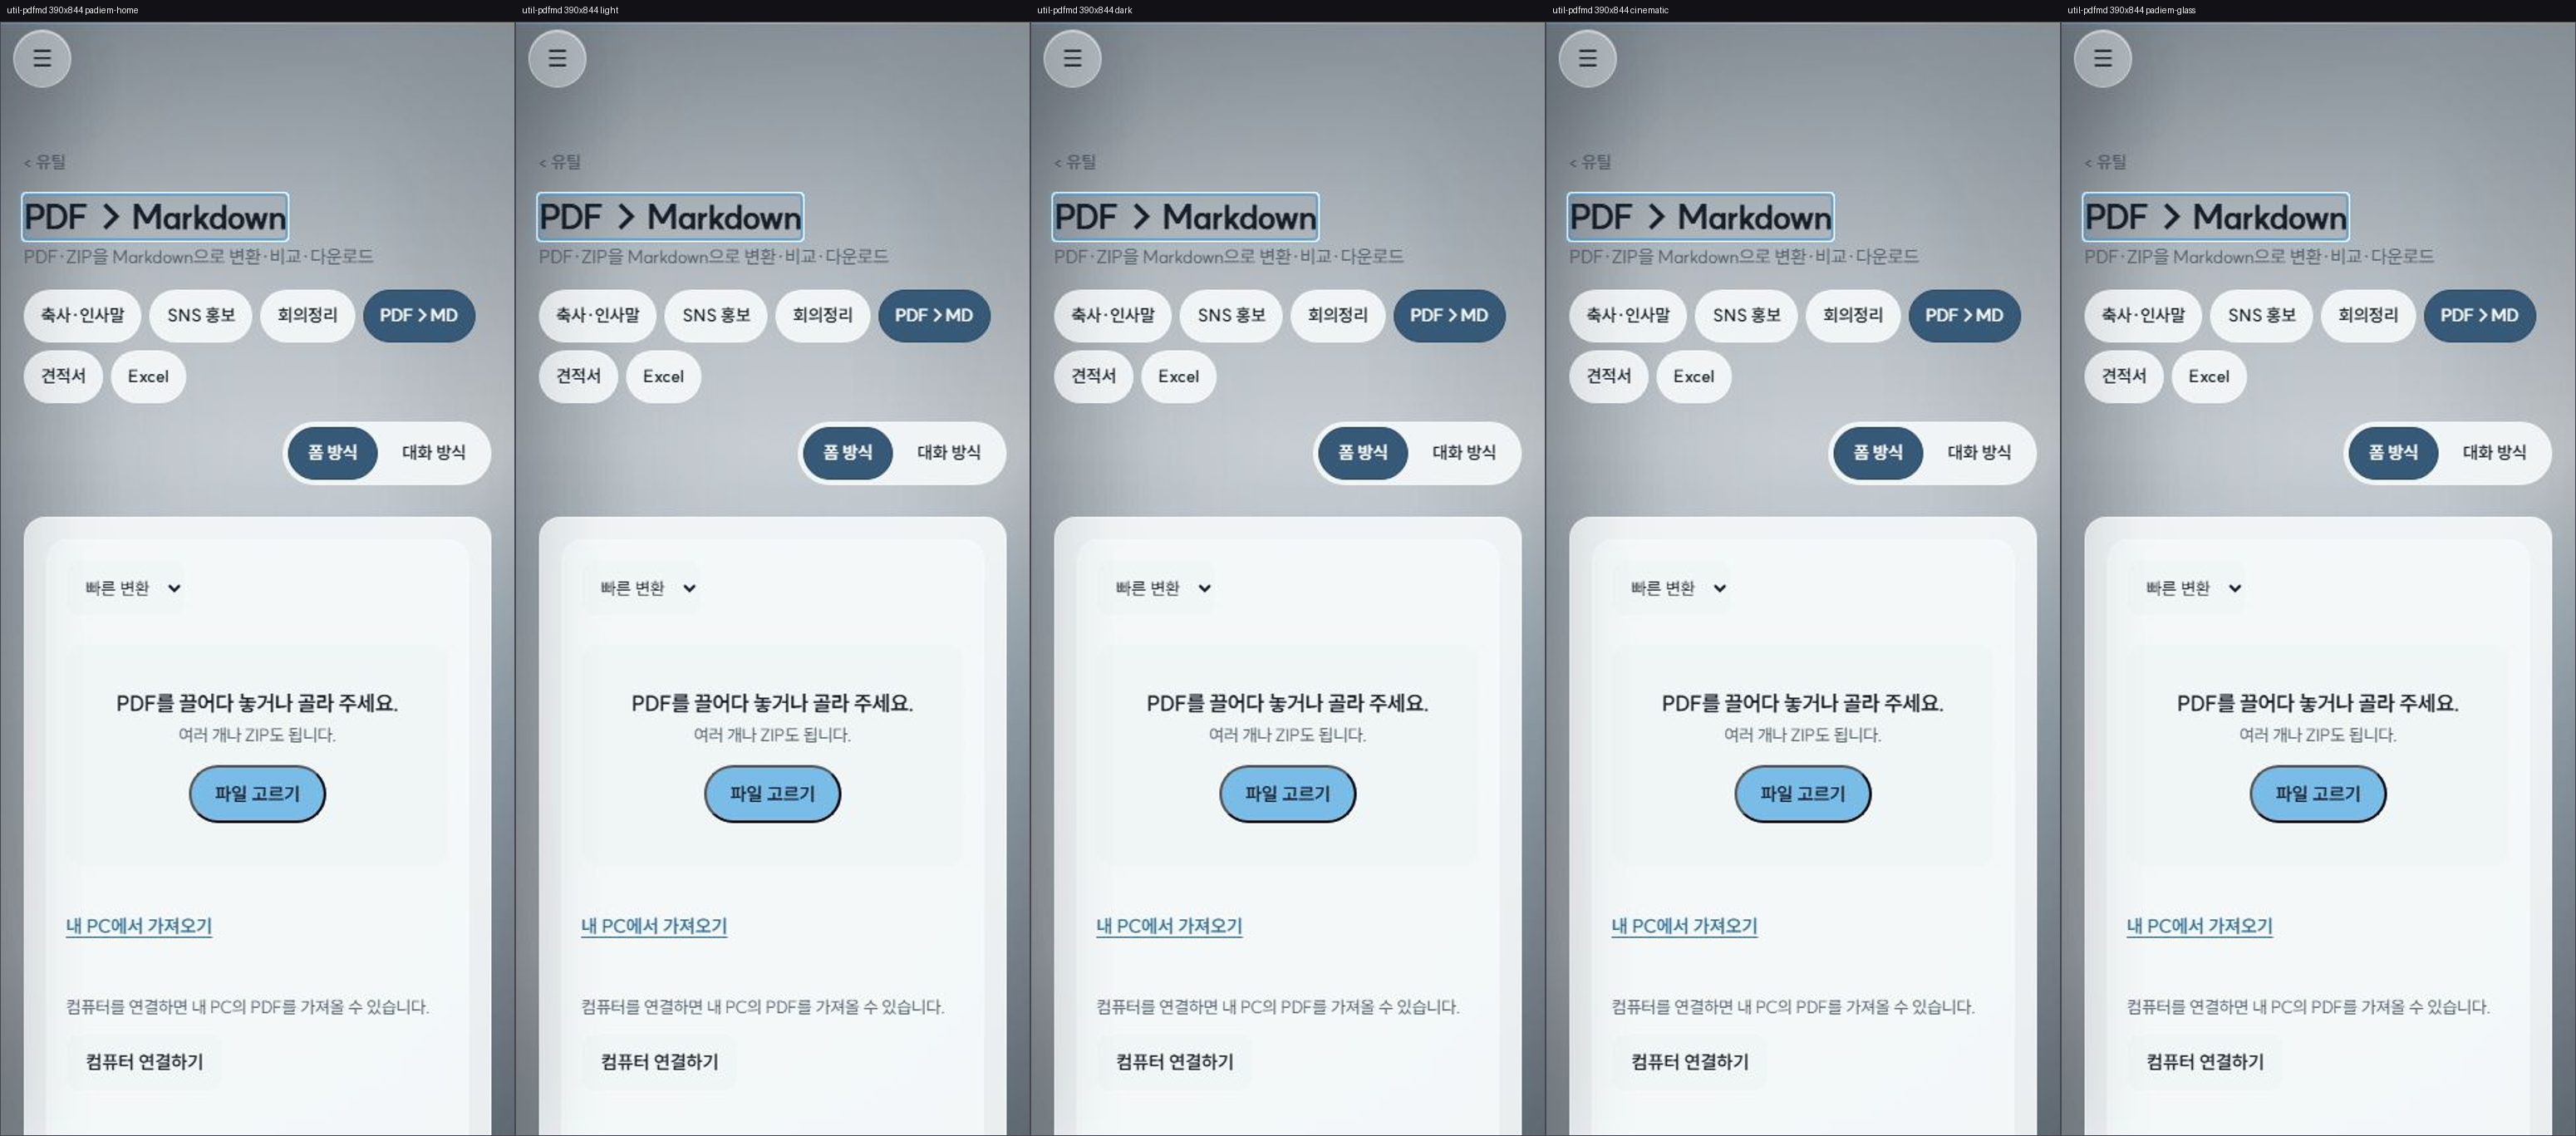 util-pdfmd 390x844 padiem-home
☰
< 유틸
PDF > Markdown
PDF·ZIP을 Markdown으로 변환·비교·다운로드
축사·인사말 SNS 홍보 회의정리 PDF > MD
견적서 Excel
폼 방식 대화 방식
빠른 변환
PDF를 끌어다 놓거나 골라 주세요.
여러 개나 ZIP도 됩니다.
파일 고르기
내 PC에서 가져오기
컴퓨터를 연결하면 내 PC의 PDF를 가져올 수 있습니다.
컴퓨터 연결하기
util-pdfmd 390x844 light
☰
< 유틸
PDF > Markdown
PDF·ZIP을 Markdown으로 변환·비교·다운로드
축사·인사말 SNS 홍보 회의정리 PDF > MD
견적서 Excel
폼 방식 대화 방식
빠른 변환
PDF를 끌어다 놓거나 골라 주세요.
여러 개나 ZIP도 됩니다.
파일 고르기
내 PC에서 가져오기
컴퓨터를 연결하면 내 PC의 PDF를 가져올 수 있습니다.
컴퓨터 연결하기
util-pdfmd 390x844 dark
☰
< 유틸
PDF > Markdown
PDF·ZIP을 Markdown으로 변환·비교·다운로드
축사·인사말 SNS 홍보 회의정리 PDF > MD
견적서 Excel
폼 방식 대화 방식
빠른 변환
PDF를 끌어다 놓거나 골라 주세요.
여러 개나 ZIP도 됩니다.
파일 고르기
내 PC에서 가져오기
컴퓨터를 연결하면 내 PC의 PDF를 가져올 수 있습니다.
컴퓨터 연결하기
util-pdfmd 390x844 cinematic
☰
< 유틸
PDF > Markdown
PDF·ZIP을 Markdown으로 변환·비교·다운로드
축사·인사말 SNS 홍보 회의정리 PDF > MD
견적서 Excel
폼 방식 대화 방식
빠른 변환
PDF를 끌어다 놓거나 골라 주세요.
여러 개나 ZIP도 됩니다.
파일 고르기
내 PC에서 가져오기
컴퓨터를 연결하면 내 PC의 PDF를 가져올 수 있습니다.
컴퓨터 연결하기
util-pdfmd 390x844 padiem-glass
☰
< 유틸
PDF > Markdown
PDF·ZIP을 Markdown으로 변환·비교·다운로드
축사·인사말 SNS 홍보 회의정리 PDF > MD
견적서 Excel
폼 방식 대화 방식
빠른 변환
PDF를 끌어다 놓거나 골라 주세요.
여러 개나 ZIP도 됩니다.
파일 고르기
내 PC에서 가져오기
컴퓨터를 연결하면 내 PC의 PDF를 가져올 수 있습니다.
컴퓨터 연결하기